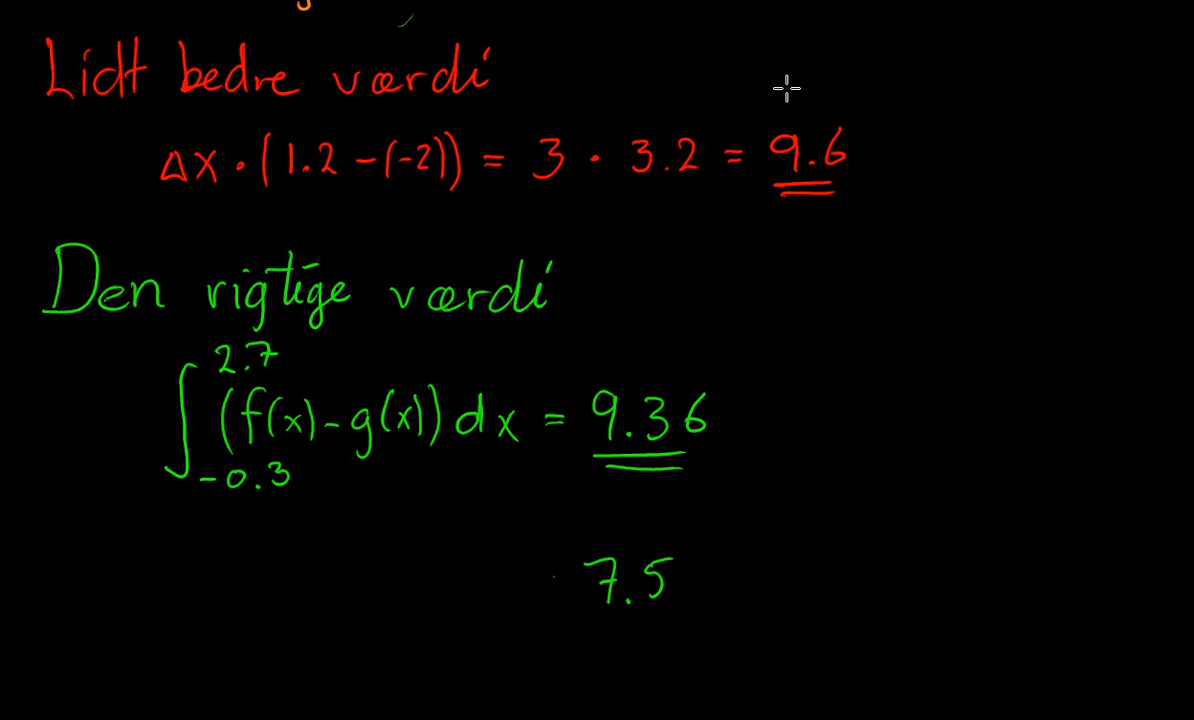 Lidt bedre værdi
Δx · (1.2 - (-2)) = 3 · 3.2 = 9.6
Den rigtige værdi
∫_{-0.3}^{2.7} (f(x) - g(x)) dx = 9.36
7.5